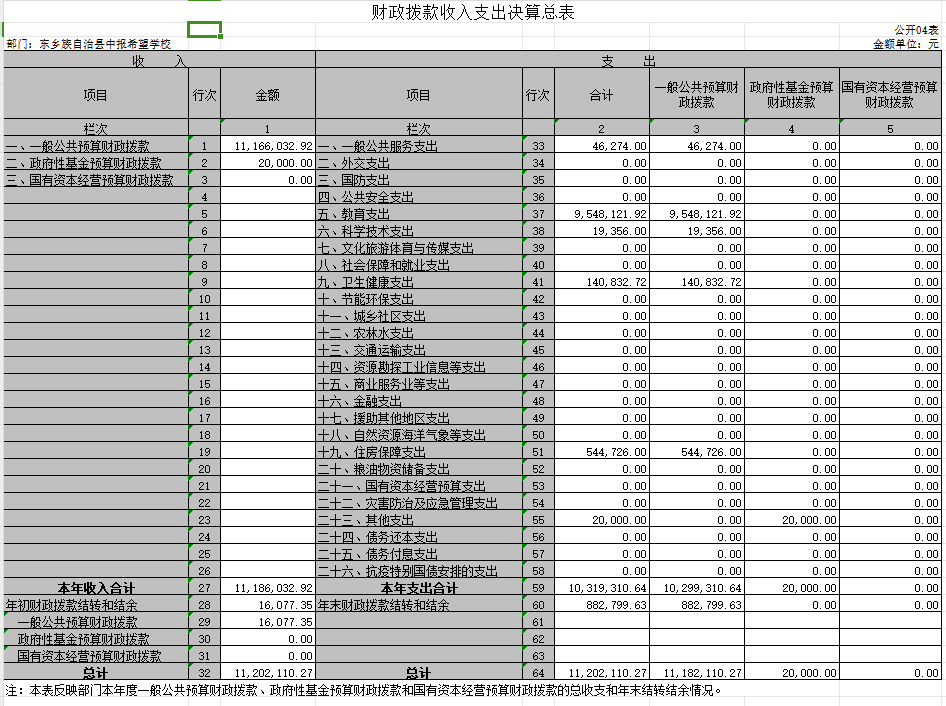 财政拨款收入支出决算总表
公开04表
部门：东乡族自治县中报希望学校 金额单位：元
收 入 支 出
项目 行次 金额 项目 行次 合计 一般公共预算财政拨款 政府性基金预算财政拨款 国有资本经营预算财政拨款
栏次 1 栏次 2 3 4 5
一、一般公共预算财政拨款 1 11,166,032.92 一、一般公共服务支出 33 46,274.00 46,274.00 0.00 0.00
二、政府性基金预算财政拨款 2 20,000.00 二、外交支出 34 0.00 0.00 0.00 0.00
三、国有资本经营预算财政拨款 3 0.00 三、国防支出 35 0.00 0.00 0.00 0.00
4 四、公共安全支出 36 0.00 0.00 0.00 0.00
5 五、教育支出 37 9,548,121.92 9,548,121.92 0.00 0.00
6 六、科学技术支出 38 19,356.00 19,356.00 0.00 0.00
7 七、文化旅游体育与传媒支出 39 0.00 0.00 0.00 0.00
8 八、社会保障和就业支出 40 0.00 0.00 0.00 0.00
9 九、卫生健康支出 41 140,832.72 140,832.72 0.00 0.00
10 十、节能环保支出 42 0.00 0.00 0.00 0.00
11 十一、城乡社区支出 43 0.00 0.00 0.00 0.00
12 十二、农林水支出 44 0.00 0.00 0.00 0.00
13 十三、交通运输支出 45 0.00 0.00 0.00 0.00
14 十四、资源勘探工业信息等支出 46 0.00 0.00 0.00 0.00
15 十五、商业服务业等支出 47 0.00 0.00 0.00 0.00
16 十六、金融支出 48 0.00 0.00 0.00 0.00
17 十七、援助其他地区支出 49 0.00 0.00 0.00 0.00
18 十八、自然资源海洋气象等支出 50 0.00 0.00 0.00 0.00
19 十九、住房保障支出 51 544,726.00 544,726.00 0.00 0.00
20 二十、粮油物资储备支出 52 0.00 0.00 0.00 0.00
21 二十一、国有资本经营预算支出 53 0.00 0.00 0.00 0.00
22 二十二、灾害防治及应急管理支出 54 0.00 0.00 0.00 0.00
23 二十三、其他支出 55 20,000.00 0.00 20,000.00 0.00
24 二十四、债务还本支出 56 0.00 0.00 0.00 0.00
25 二十五、债务付息支出 57 0.00 0.00 0.00 0.00
26 二十六、抗疫特别国债安排的支出 58 0.00 0.00 0.00 0.00
本年收入合计 27 11,186,032.92 本年支出合计 59 10,319,310.64 10,299,310.64 20,000.00 0.00
年初财政拨款结转和结余 28 16,077.35 年末财政拨款结转和结余 60 882,799.63 882,799.63 0.00 0.00
一般公共预算财政拨款 29 16,077.35 61
政府性基金预算财政拨款 30 0.00 62
国有资本经营预算财政拨款 31 0.00 63
总计 32 11,202,110.27 总计 64 11,202,110.27 11,182,110.27 20,000.00 0.00
注：本表反映部门本年度一般公共预算财政拨款、政府性基金预算财政拨款和国有资本经营预算财政拨款的总收支和年末结转结余情况。